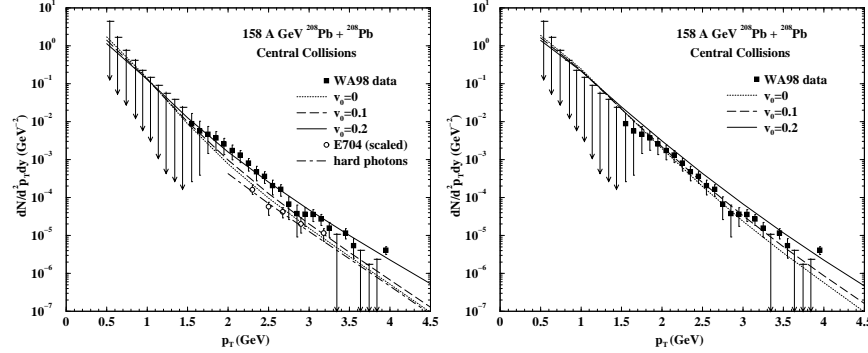 158 A GeV ²⁰⁸Pb + ²⁰⁸Pb
Central Collisions
WA98 data
v₀=0
v₀=0.1
v₀=0.2
E704 (scaled)
hard photons
dN/d²p_Tdy (GeV⁻²)
10¹
10⁰
10⁻¹
10⁻²
10⁻³
10⁻⁴
10⁻⁵
10⁻⁶
10⁻⁷
0 0.5 1 1.5 2 2.5 3 3.5 4 4.5
p_T (GeV)
158 A GeV ²⁰⁸Pb + ²⁰⁸Pb
Central Collisions
WA98 data
v₀=0
v₀=0.1
v₀=0.2
dN/d²p_Tdy (GeV⁻²)
10¹
10⁰
10⁻¹
10⁻²
10⁻³
10⁻⁴
10⁻⁵
10⁻⁶
10⁻⁷
0 0.5 1 1.5 2 2.5 3 3.5 4 4.5
p_T (GeV)